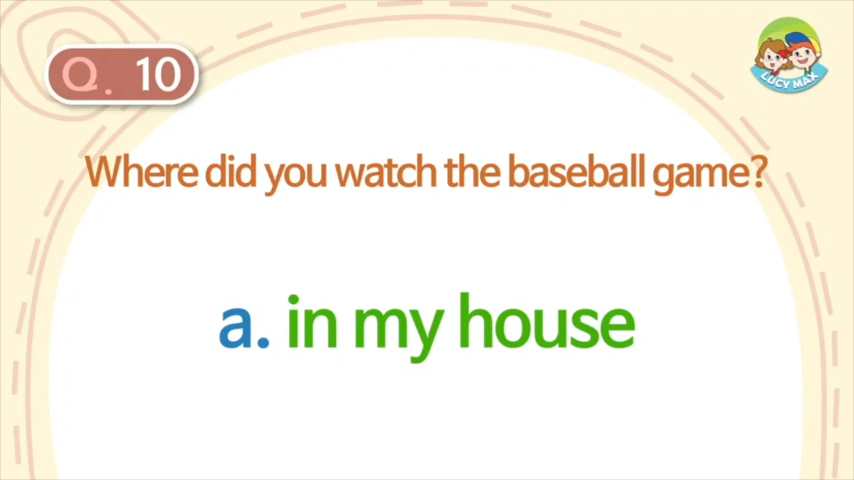 Q. 10
LUCY MAX
Where did you watch the baseball game?
a. in my house